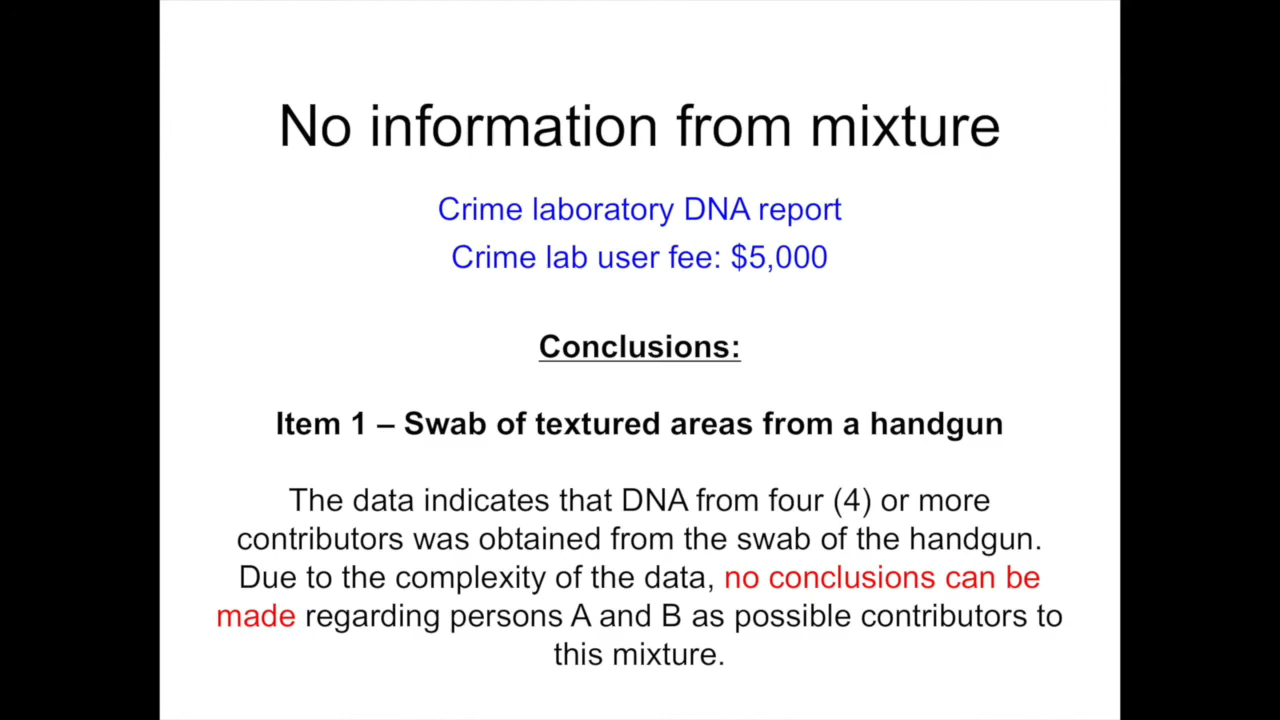 No information from mixture
Crime laboratory DNA report
Crime lab user fee: $5,000
Conclusions:
Item 1 – Swab of textured areas from a handgun
The data indicates that DNA from four (4) or more
contributors was obtained from the swab of the handgun.
Due to the complexity of the data, no conclusions can be
made regarding persons A and B as possible contributors to
this mixture.